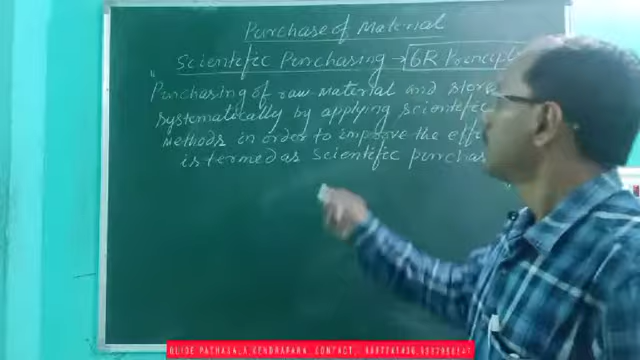 Purchase of Material
Scientific Purchasing → 6R Principl
" Purchasing of raw-material and store
systematically by applying scientific
methods in order to improve the effi
is termed as scientific purchas